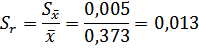 S_r = S_x̄ / x̄ = 0,005 / 0,373 = 0,013